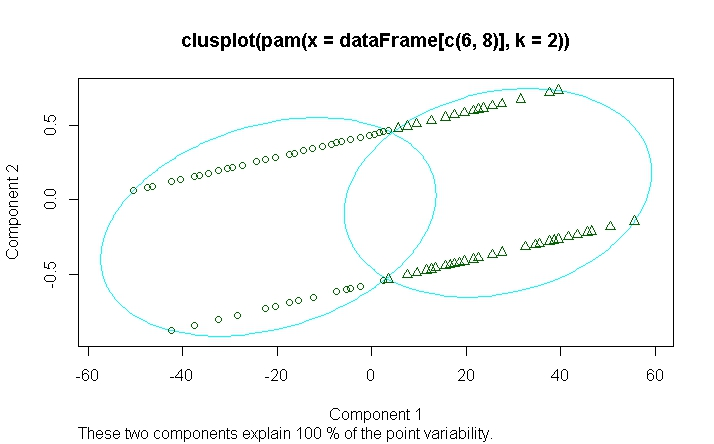 clusplot(pam(x = dataFrame[c(6, 8)], k = 2))
Component 2
0.5
0.0
-0.5
-60 -40 -20 0 20 40 60
Component 1
These two components explain 100 % of the point variability.